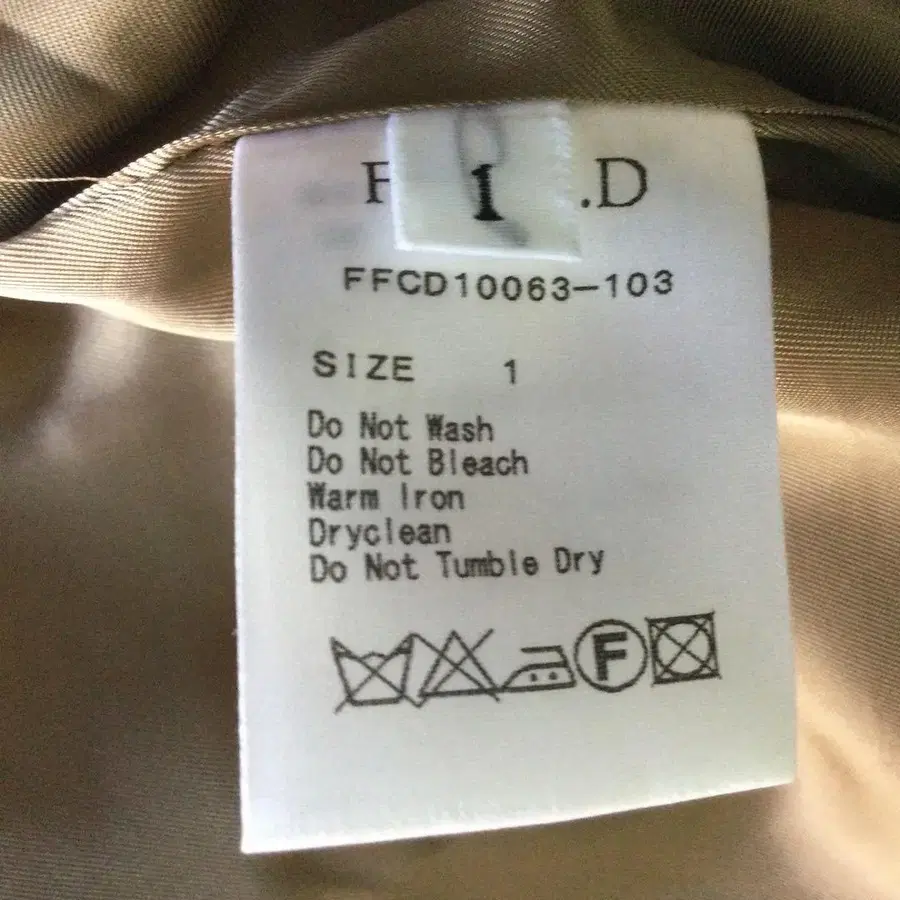 1
F .D
FFCD10063-103
SIZE 1
Do Not Wash
Do Not Bleach
Warm Iron
Dryclean
Do Not Tumble Dry
F